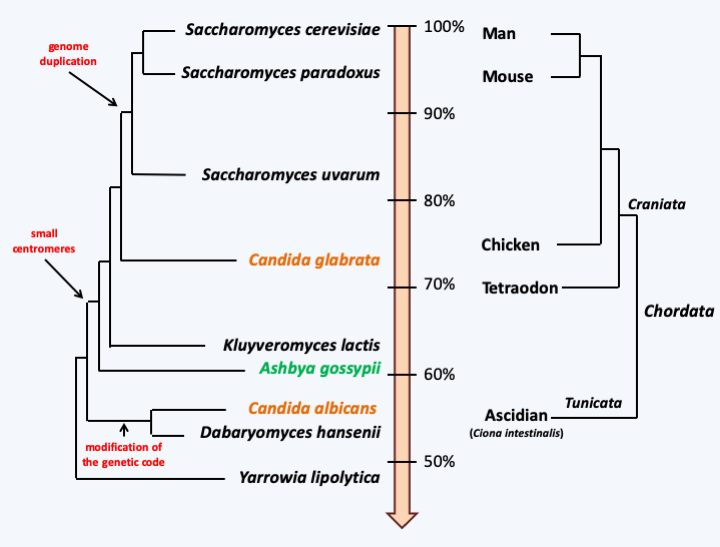 Saccharomyces cerevisiae
genome
duplication
Saccharomyces paradoxus
Saccharomyces uvarum
small
centromeres
Candida glabrata
Kluyveromyces lactis
Ashbya gossypii
Candida albicans
Dabaryomyces hansenii
modification of
the genetic code
Yarrowia lipolytica
100%
90%
80%
70%
60%
50%
Man
Mouse
Craniata
Chicken
Tetraodon
Chordata
Tunicata
Ascidian
(Ciona intestinalis)